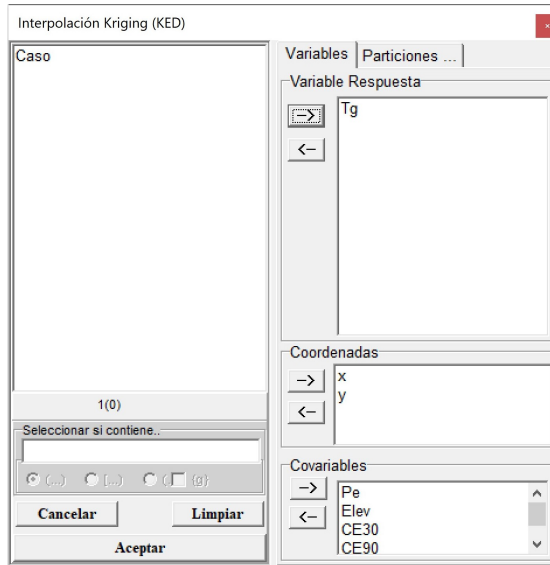 Interpolación Kriging (KED)
Caso
1(0)
Seleccionar si contiene..
(...)
[...)
(.
{g}
Cancelar
Limpiar
Aceptar
Variables
Particiones ...
Variable Respuesta
-->
Tg
<--
Coordenadas
-->
x
<--
y
Covariables
-->
Pe
<--
Elev
CE30
CE90